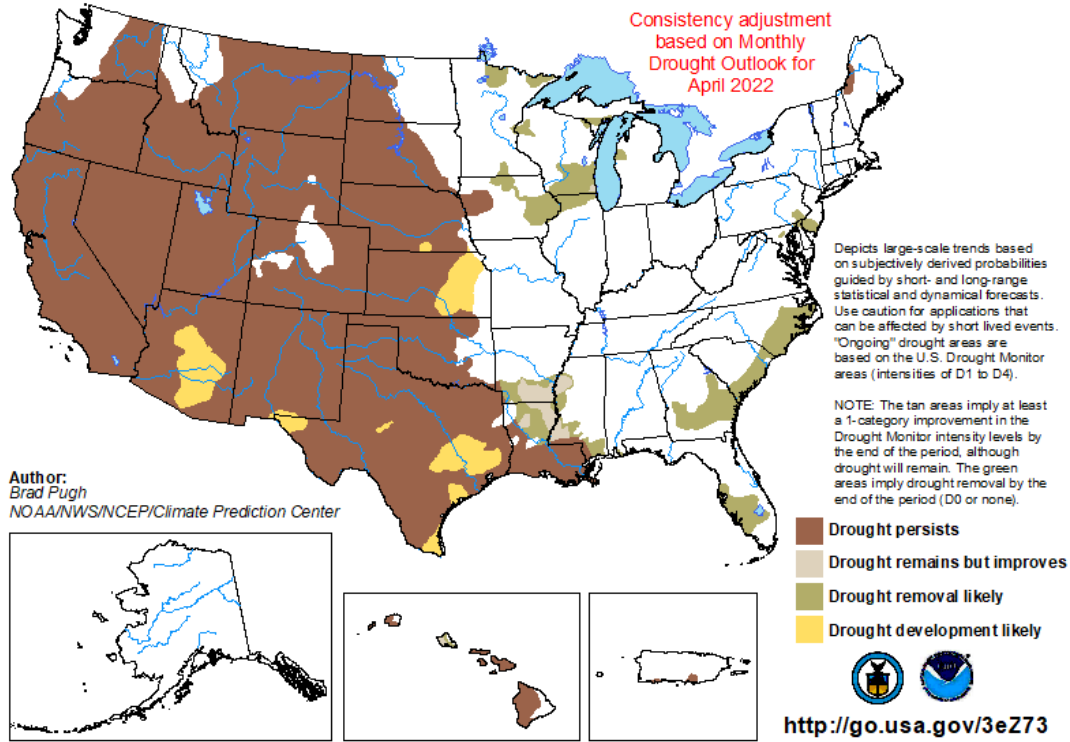 Consistency adjustment
based on Monthly
Drought Outlook for
April 2022
Depicts large-scale trends based
on subjectively derived probabilities
guided by short- and long-range
statistical and dynamical forecasts.
Use caution for applications that
can be affected by short lived events.
"Ongoing" drought areas are
based on the U.S. Drought Monitor
areas (intensities of D1 to D4).
NOTE: The tan areas imply at least
a 1-category improvement in the
Drought Monitor intensity levels by
the end of the period, although
drought will remain. The green
areas imply drought removal by the
end of the period (D0 or none).
Author:
Brad Pugh
NOAA/NWS/NCEP/Climate Prediction Center
Drought persists
Drought remains but improves
Drought removal likely
Drought development likely
http://go.usa.gov/3eZ73